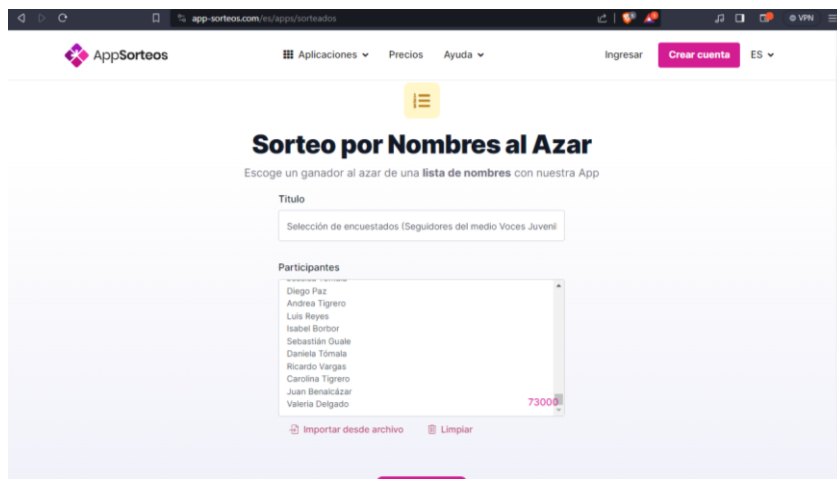 app-sorteos.com/es/apps/sorteados
VPN
AppSorteos
Aplicaciones
Precios
Ayuda
Ingresar
Crear cuenta
ES
Sorteo por Nombres al Azar
Escoge un ganador al azar de una lista de nombres con nuestra App
Titulo
Selección de encuestados (Seguidores del medio Voces Juvenil
Participantes
Diego Paz
Andrea Tigrero
Luis Reyes
Isabel Borbor
Sebastián Guale
Daniela Tómala
Ricardo Vargas
Carolina Tigrero
Juan Benalcázar
Valeria Delgado
73000
Importar desde archivo
Limpiar